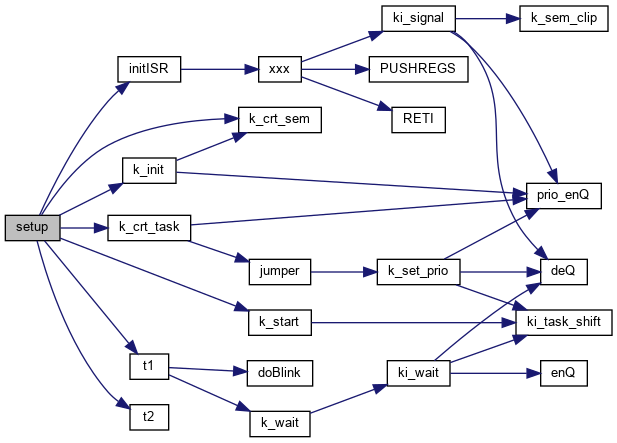 ki_signal
k_sem_clip
initISR
xxx
PUSHREGS
k_crt_sem
RETI
k_init
prio_enQ
setup
k_crt_task
jumper
k_set_prio
deQ
k_start
ki_task_shift
t1
doBlink
ki_wait
enQ
t2
k_wait